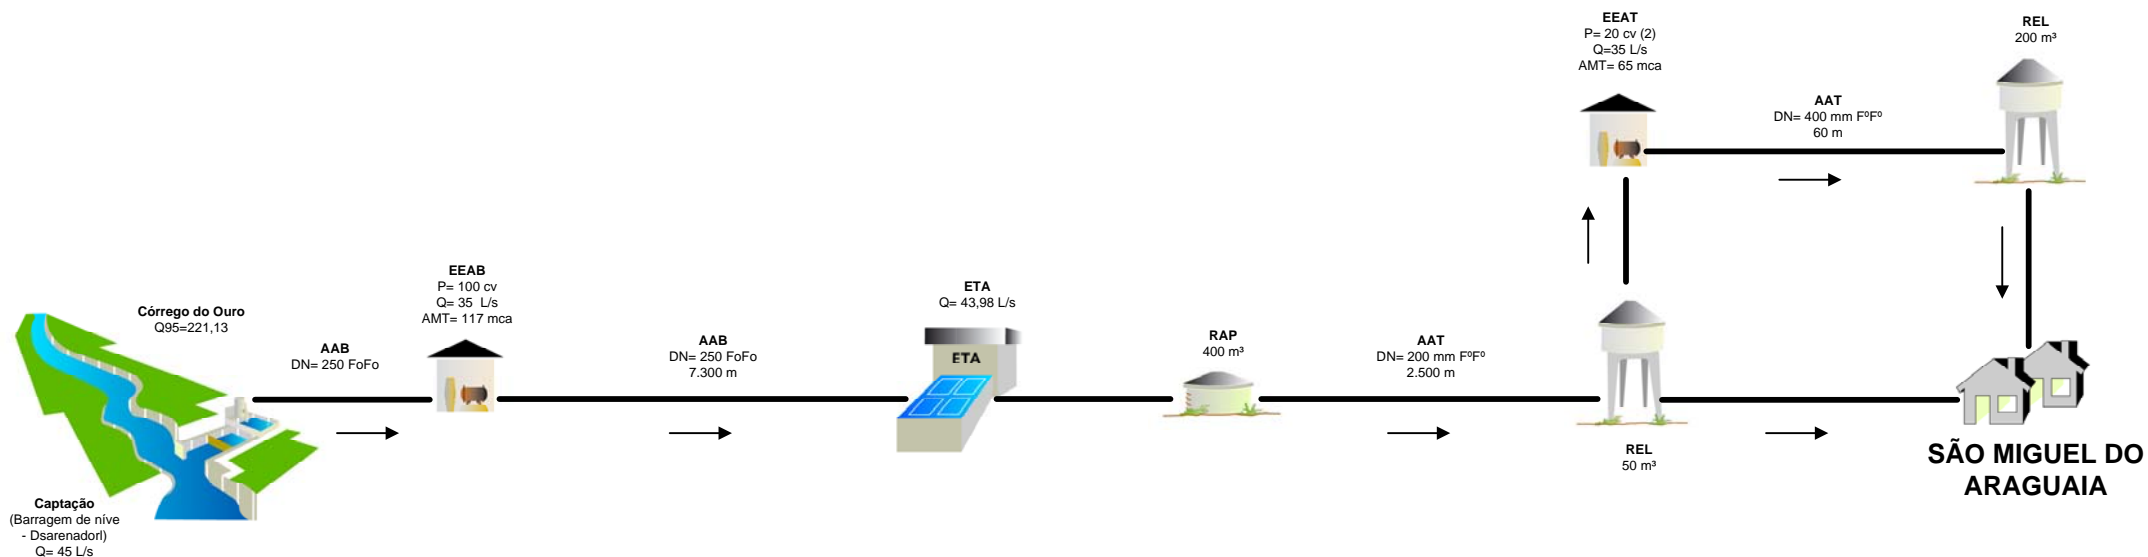 Córrego do Ouro
Q95=221,13
Captação
(Barragem de níve
- Dsarenadorl)
Q= 45 L/s
AAB
DN= 250 FoFo
EEAB
P= 100 cv
Q= 35  L/s
AMT= 117 mca
AAB
DN= 250 FoFo
7.300 m
ETA
Q= 43,98 L/s
ETA
RAP
400 m³
AAT
DN= 200 mm FºFº
2.500 m
REL
50 m³
EEAT
P= 20 cv (2)
Q=35 L/s
AMT= 65 mca
AAT
DN= 400 mm FºFº
60 m
REL
200 m³
SÃO MIGUEL DO
ARAGUAIA